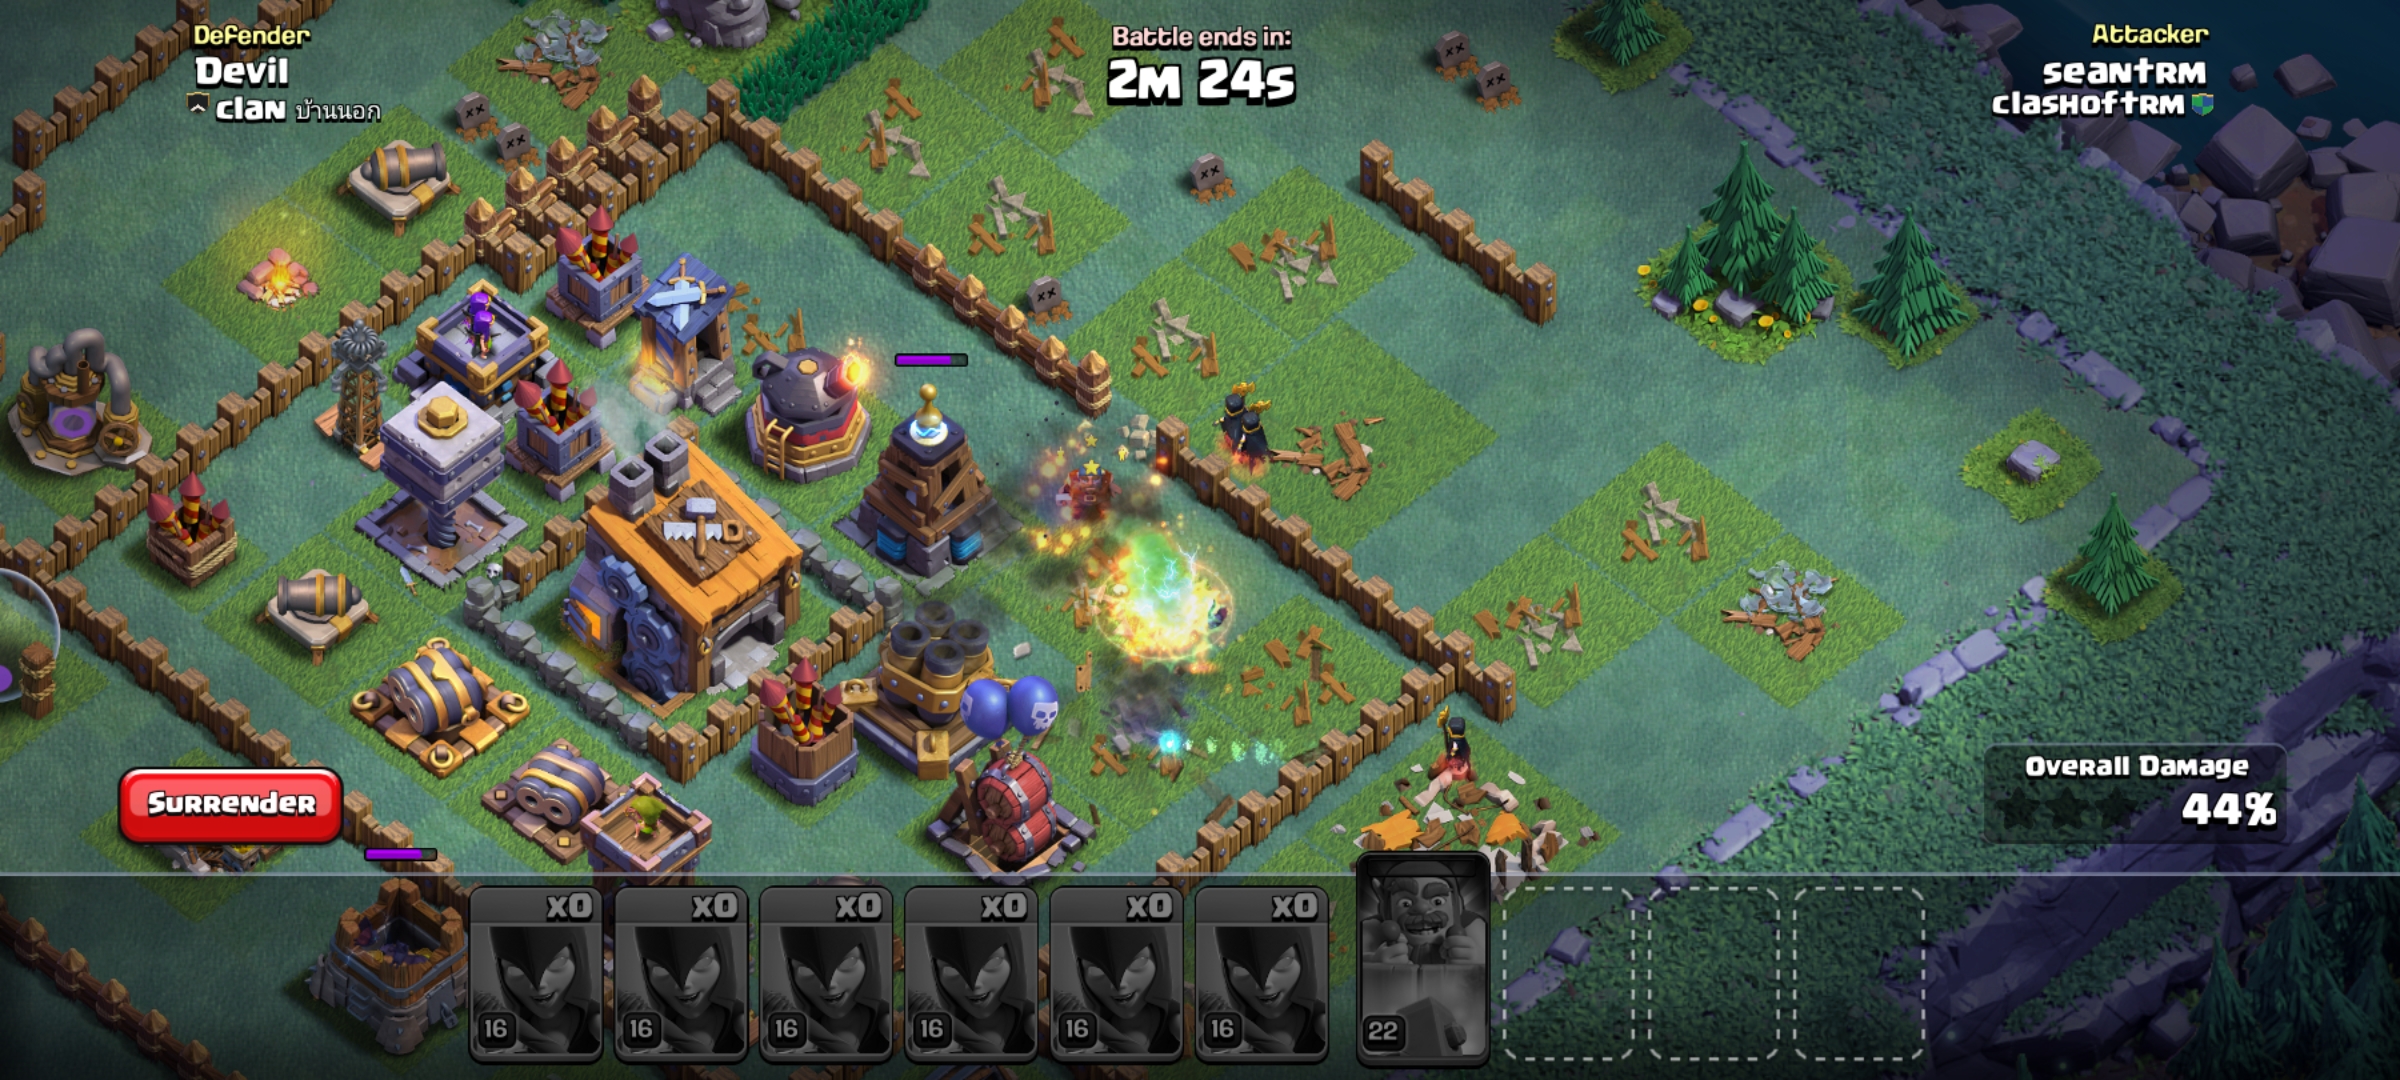 Defender
Devil
clan บ้านนอก
Battle ends in:
2M 24s
Attacker
seantRM
clashoftRM
Surrender
Overall Damage
44%
x0 x0 x0 x0 x0 x0
16 16 16 16 16 16 22